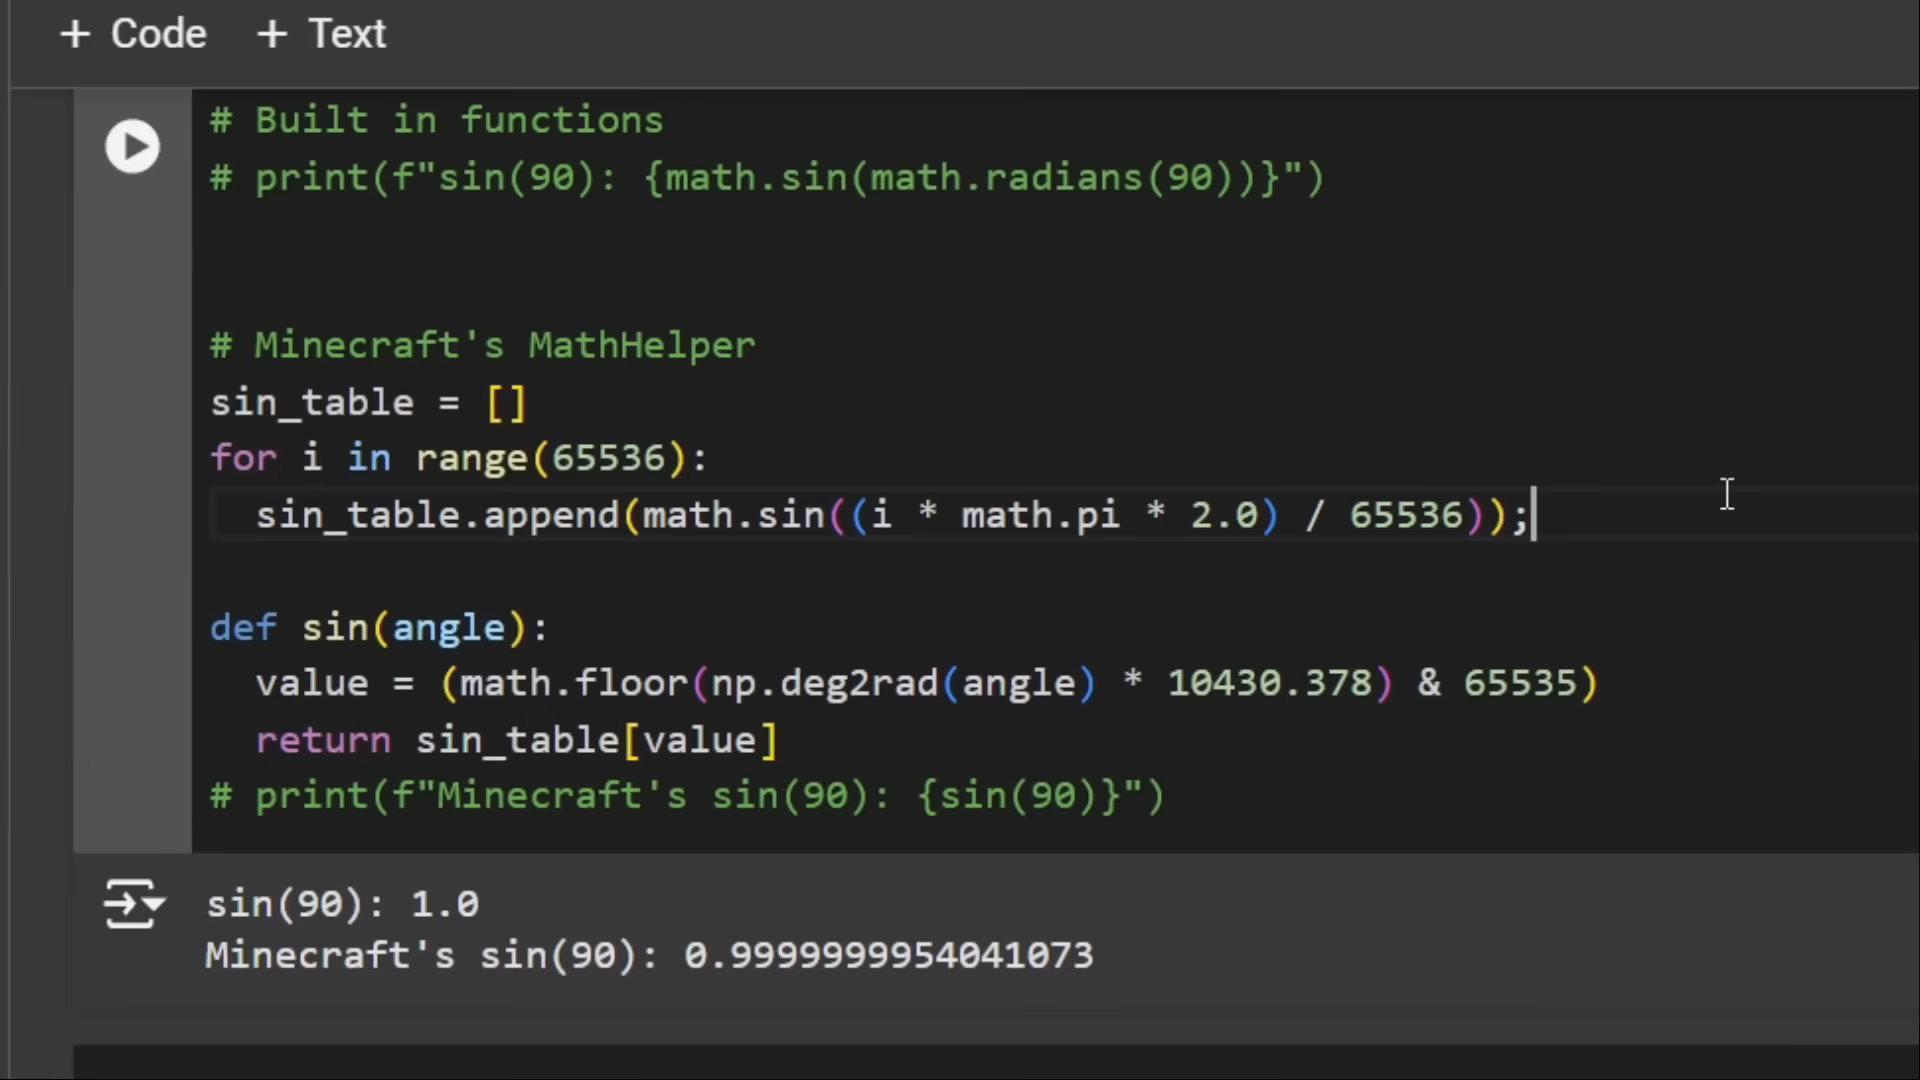 + Code + Text
# Built in functions
# print(f"sin(90): {math.sin(math.radians(90))}")
# Minecraft's MathHelper
sin_table = []
for i in range(65536):
  sin_table.append(math.sin((i * math.pi * 2.0) / 65536));
def sin(angle):
  value = (math.floor(np.deg2rad(angle) * 10430.378) & 65535)
  return sin_table[value]
# print(f"Minecraft's sin(90): {sin(90)}")
sin(90): 1.0
Minecraft's sin(90): 0.9999999954041073